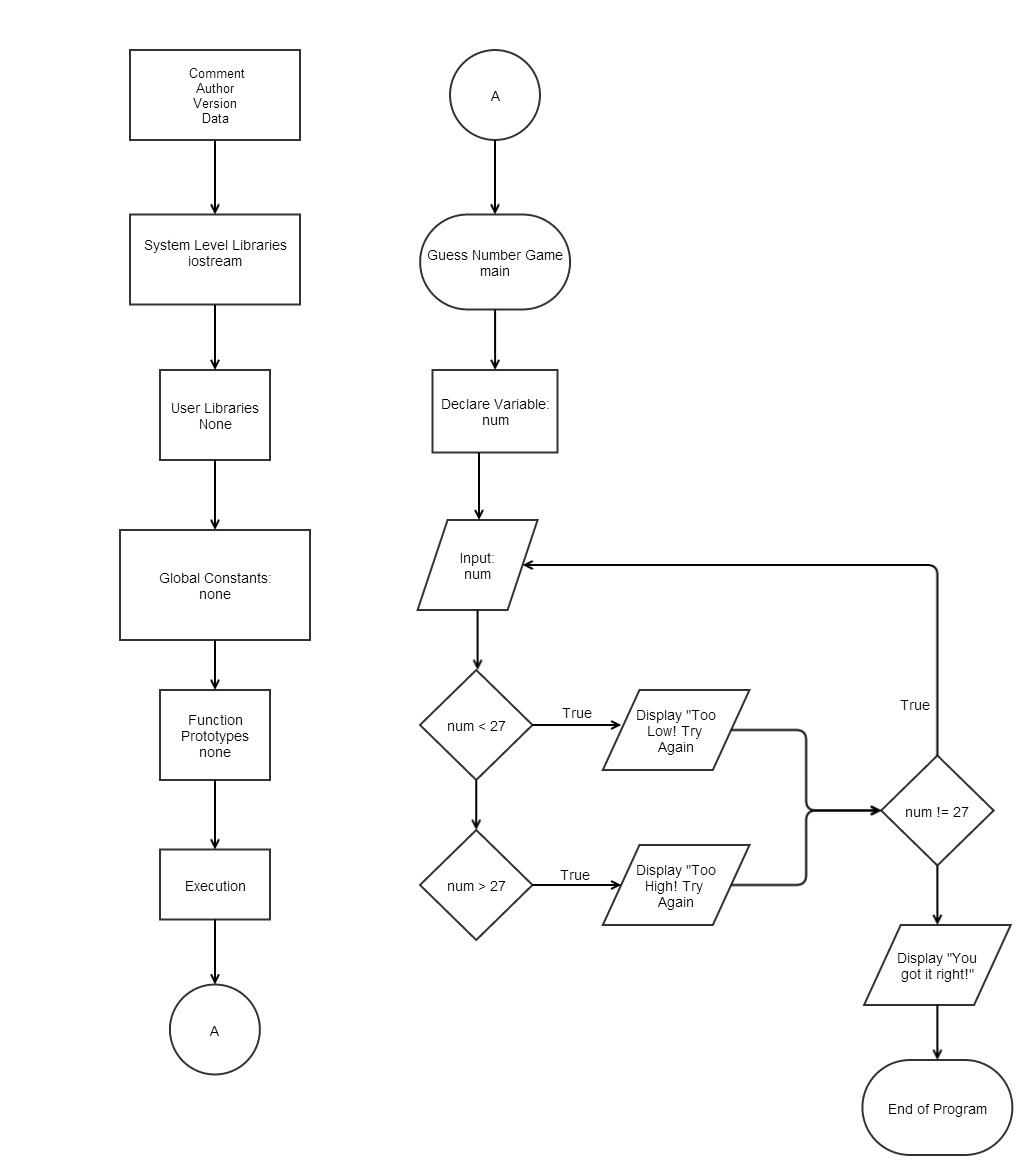 Comment
Author
Version
Data
System Level Libraries
iostream
User Libraries
None
Global Constants:
none
Function
Prototypes
none
Execution
A
A
Guess Number Game
main
Declare Variable:
num
Input:
num
num < 27
True
Display "Too
Low! Try
Again
num > 27
True
Display "Too
High! Try
Again
True
num != 27
Display "You
got it right!"
End of Program